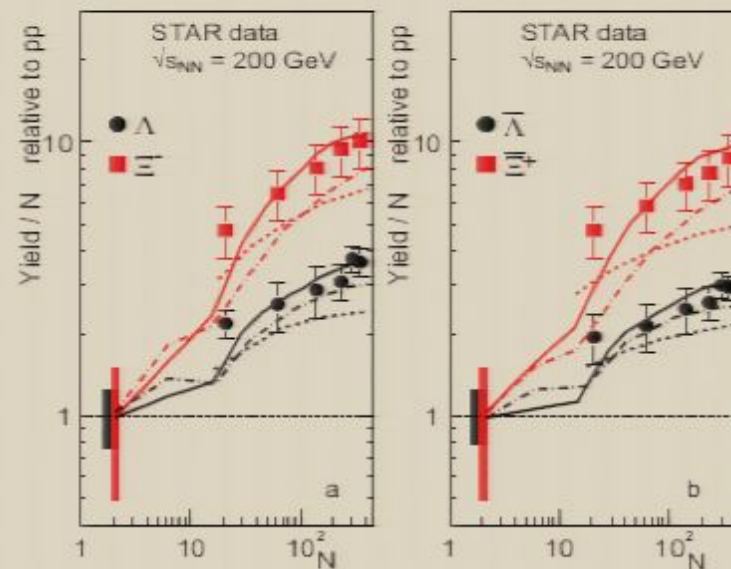 STAR data
√sNN = 200 GeV
Λ
Ξ⁻
Yield / N relative to pp
10
1
a
1 10 10² N
STAR data
√sNN = 200 GeV
Λ̅
Ξ̅⁺
Yield / N relative to pp
10
1
b
1 10 10² N